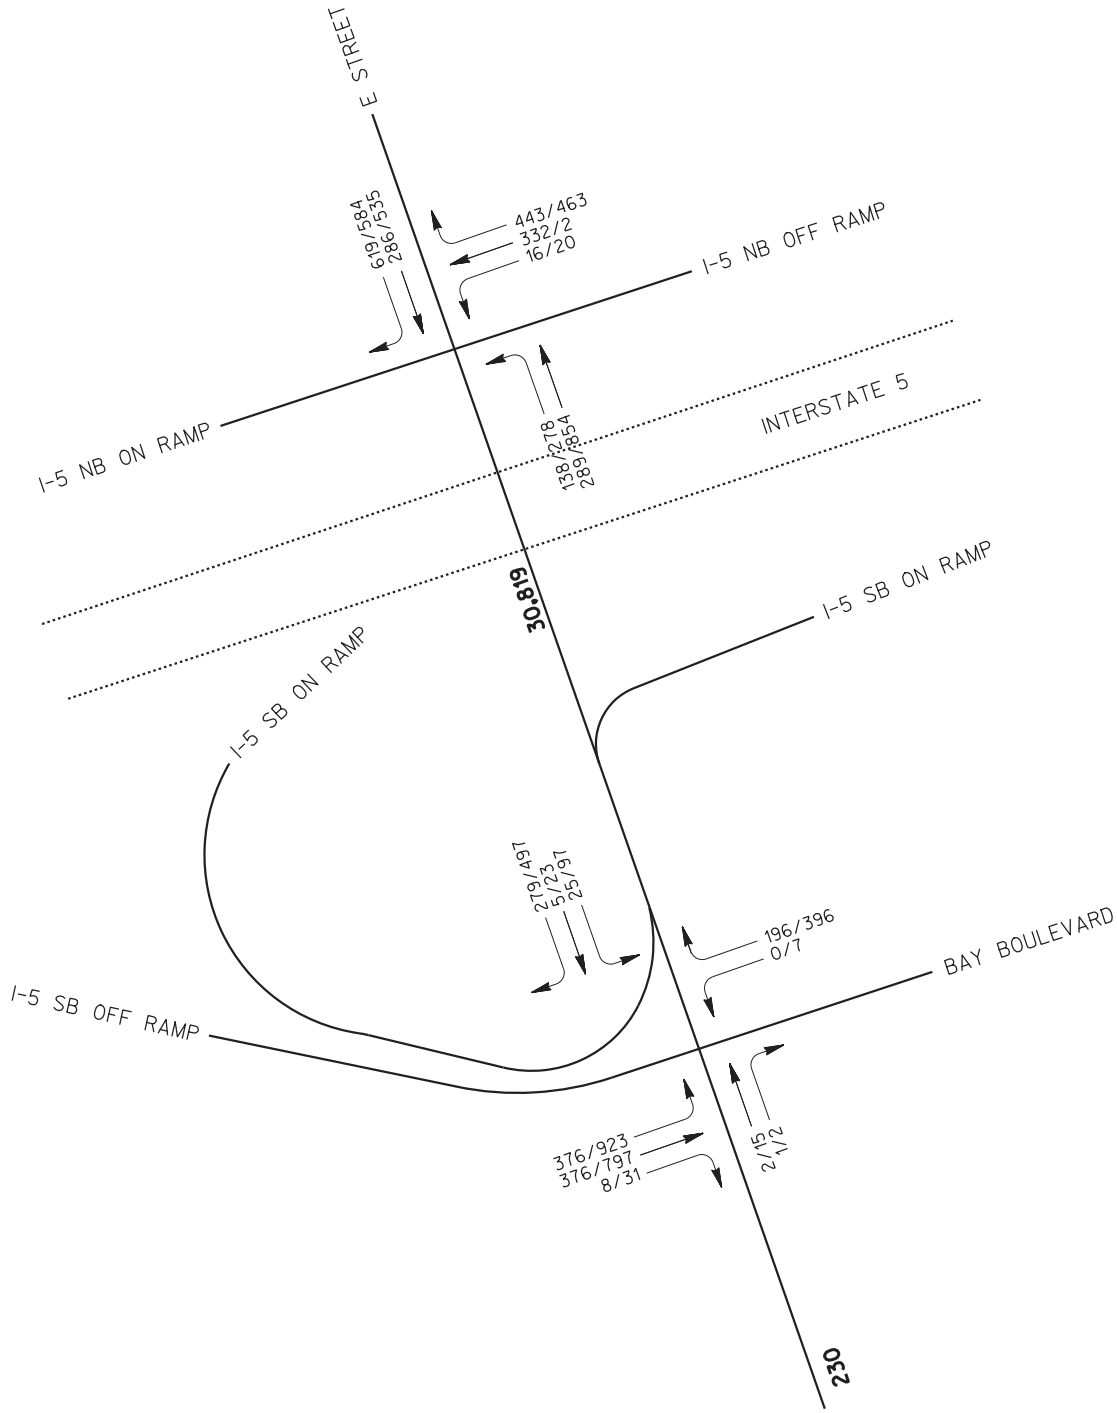 E STREET
619/584
286/535
443/463
332/2
16/20
I-5 NB OFF RAMP
I-5 NB ON RAMP
138/278
289/854
INTERSTATE 5
30,819
I-5 SB ON RAMP
I-5 SB ON RAMP
279/497
5/23
25/97
196/396
0/7
BAY BOULEVARD
I-5 SB OFF RAMP
376/923
376/797
8/31
2/15
1/2
230